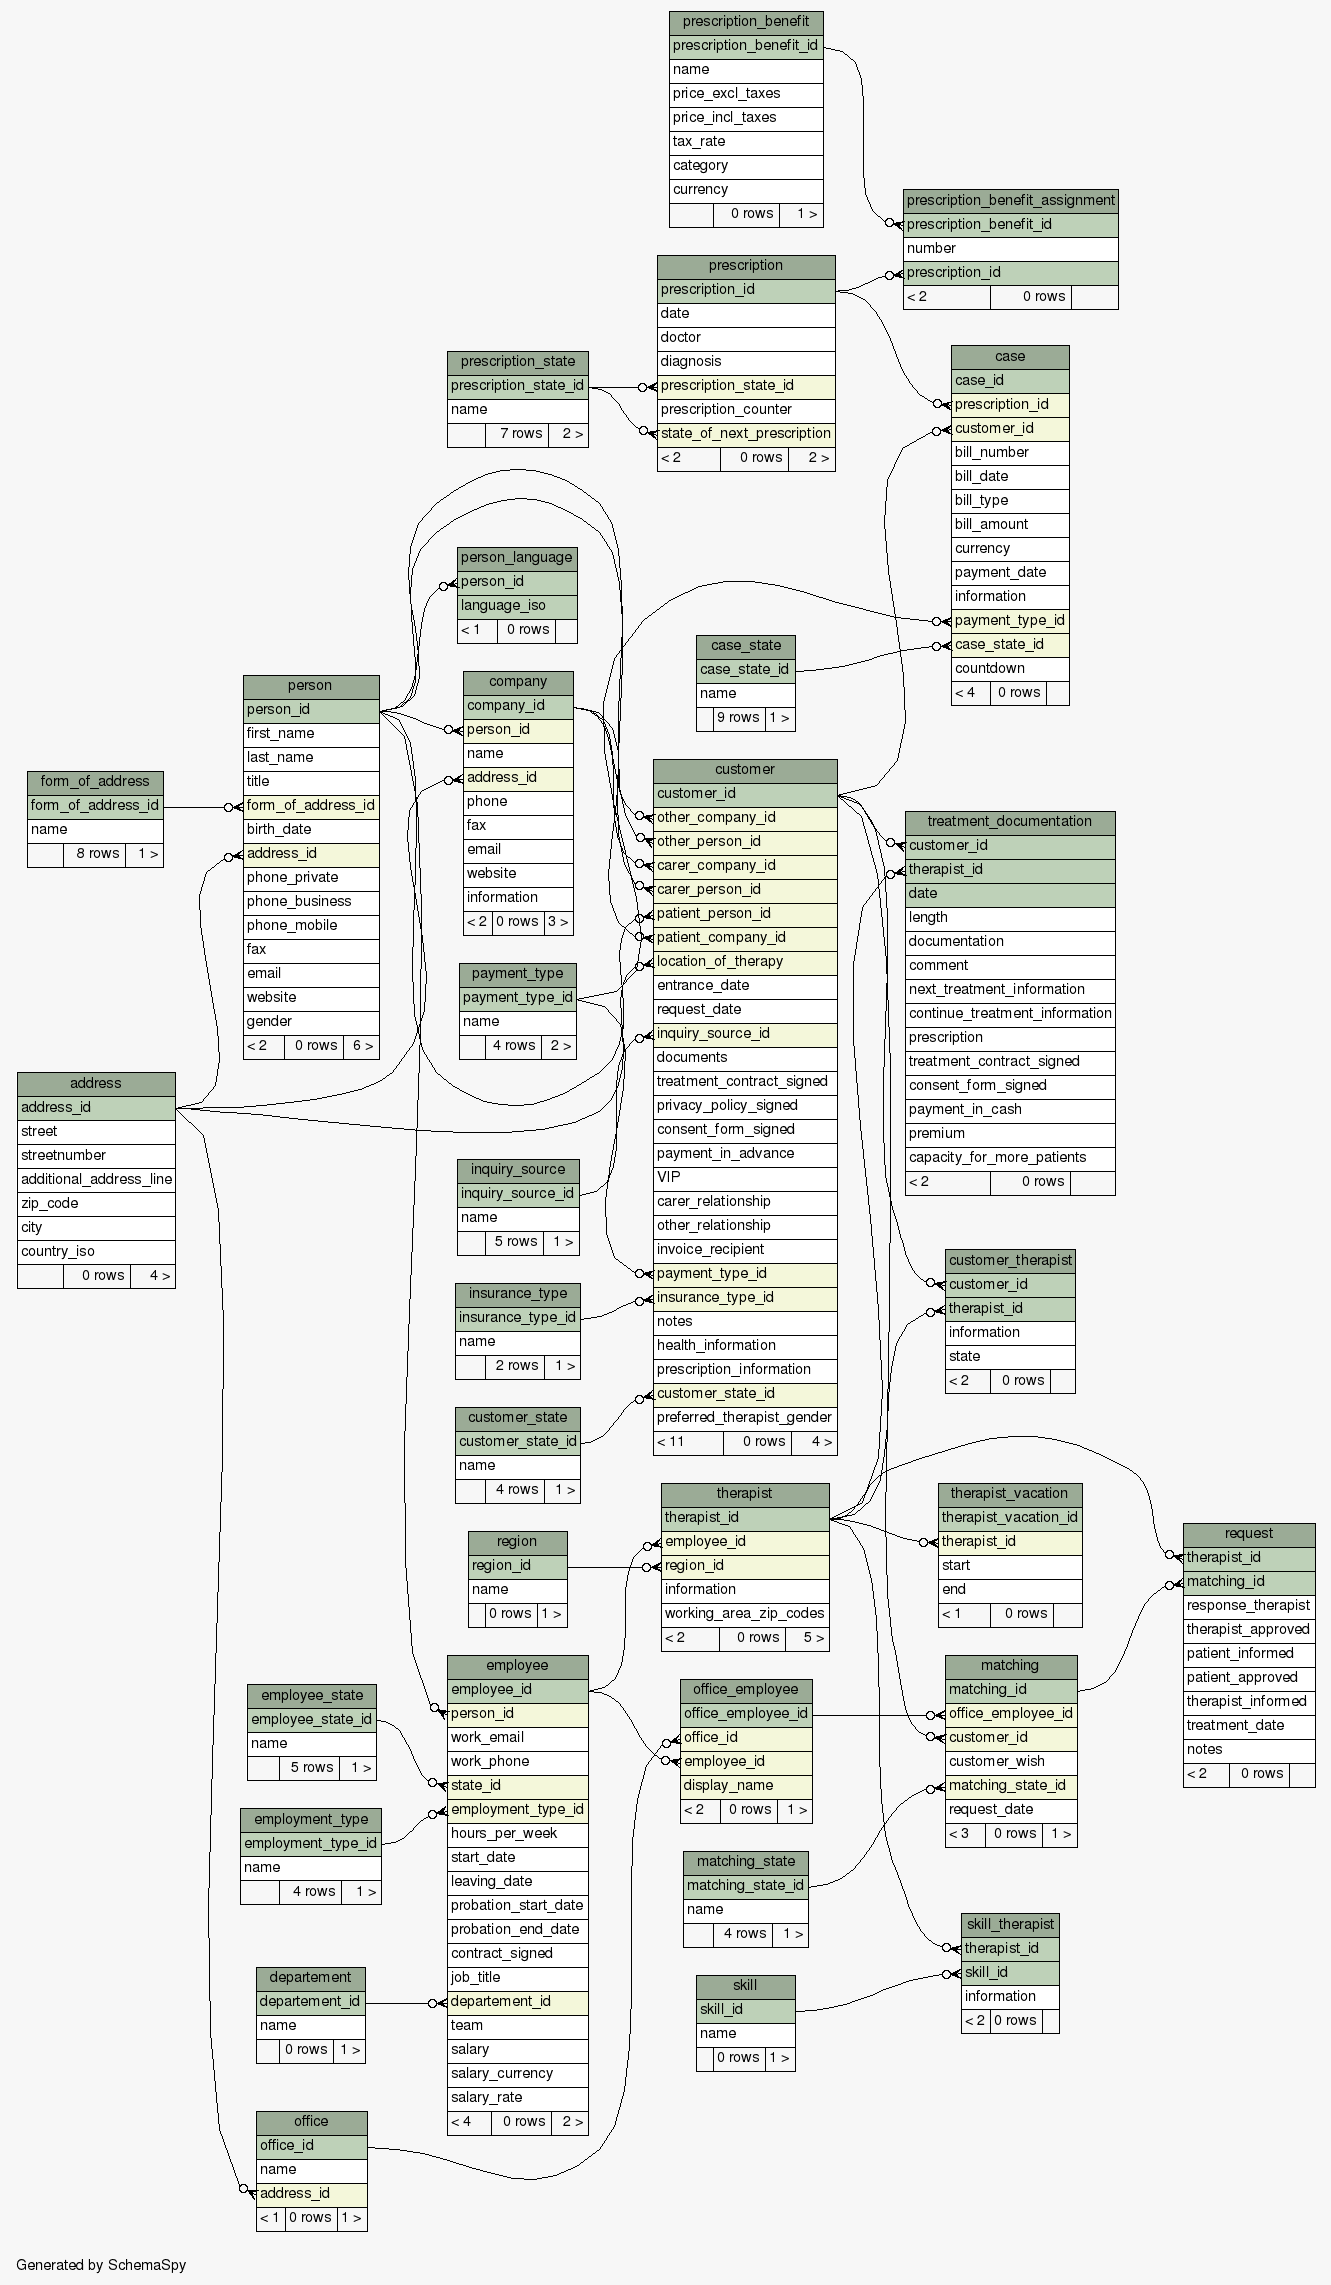 prescription_benefit
prescription_benefit_id
name
price_excl_taxes
price_incl_taxes
tax_rate
category
currency
0 rows 1 >
prescription_benefit_assignment
prescription_benefit_id
number
prescription_id
< 2 0 rows
prescription
prescription_id
date
doctor
diagnosis
prescription_state_id
prescription_counter
state_of_next_prescription
< 2 0 rows 2 >
prescription_state
prescription_state_id
name
7 rows 2 >
case
case_id
prescription_id
customer_id
bill_number
bill_date
bill_type
bill_amount
currency
payment_date
information
payment_type_id
case_state_id
countdown
< 4 0 rows
person_language
person_id
language_iso
< 1 0 rows
case_state
case_state_id
name
9 rows 1 >
person
person_id
first_name
last_name
title
form_of_address_id
birth_date
address_id
phone_private
phone_business
phone_mobile
fax
email
website
gender
< 2 0 rows 6 >
company
company_id
person_id
name
address_id
phone
fax
email
website
information
< 2 0 rows 3 >
form_of_address
form_of_address_id
name
8 rows 1 >
customer
customer_id
other_company_id
other_person_id
carer_company_id
carer_person_id
patient_person_id
patient_company_id
location_of_therapy
entrance_date
request_date
inquiry_source_id
documents
treatment_contract_signed
privacy_policy_signed
consent_form_signed
payment_in_advance
VIP
carer_relationship
other_relationship
invoice_recipient
payment_type_id
insurance_type_id
notes
health_information
prescription_information
customer_state_id
preferred_therapist_gender
< 11 0 rows 4 >
treatment_documentation
customer_id
therapist_id
date
length
documentation
comment
next_treatment_information
continue_treatment_information
prescription
treatment_contract_signed
consent_form_signed
payment_in_cash
premium
capacity_for_more_patients
< 2 0 rows
payment_type
payment_type_id
name
4 rows 2 >
address
address_id
street
streetnumber
additional_address_line
zip_code
city
country_iso
0 rows 4 >
inquiry_source
inquiry_source_id
name
5 rows 1 >
insurance_type
insurance_type_id
name
2 rows 1 >
customer_therapist
customer_id
therapist_id
information
state
< 2 0 rows
customer_state
customer_state_id
name
4 rows 1 >
therapist
therapist_id
employee_id
region_id
information
working_area_zip_codes
< 2 0 rows 5 >
therapist_vacation
therapist_vacation_id
therapist_id
start
end
< 1 0 rows
request
therapist_id
matching_id
response_therapist
therapist_approved
patient_informed
patient_approved
therapist_informed
treatment_date
notes
< 2 0 rows
region
region_id
name
0 rows 1 >
employee
employee_id
person_id
work_email
work_phone
state_id
employment_type_id
hours_per_week
start_date
leaving_date
probation_start_date
probation_end_date
contract_signed
job_title
departement_id
team
salary
salary_currency
salary_rate
< 4 0 rows 2 >
office_employee
office_employee_id
office_id
employee_id
display_name
< 2 0 rows 1 >
matching
matching_id
office_employee_id
customer_id
customer_wish
matching_state_id
request_date
< 3 0 rows 1 >
employee_state
employee_state_id
name
5 rows 1 >
employment_type
employment_type_id
name
4 rows 1 >
matching_state
matching_state_id
name
4 rows 1 >
skill_therapist
therapist_id
skill_id
information
< 2 0 rows
departement
departement_id
name
0 rows 1 >
skill
skill_id
name
0 rows 1 >
office
office_id
name
address_id
< 1 0 rows 1 >
Generated by SchemaSpy